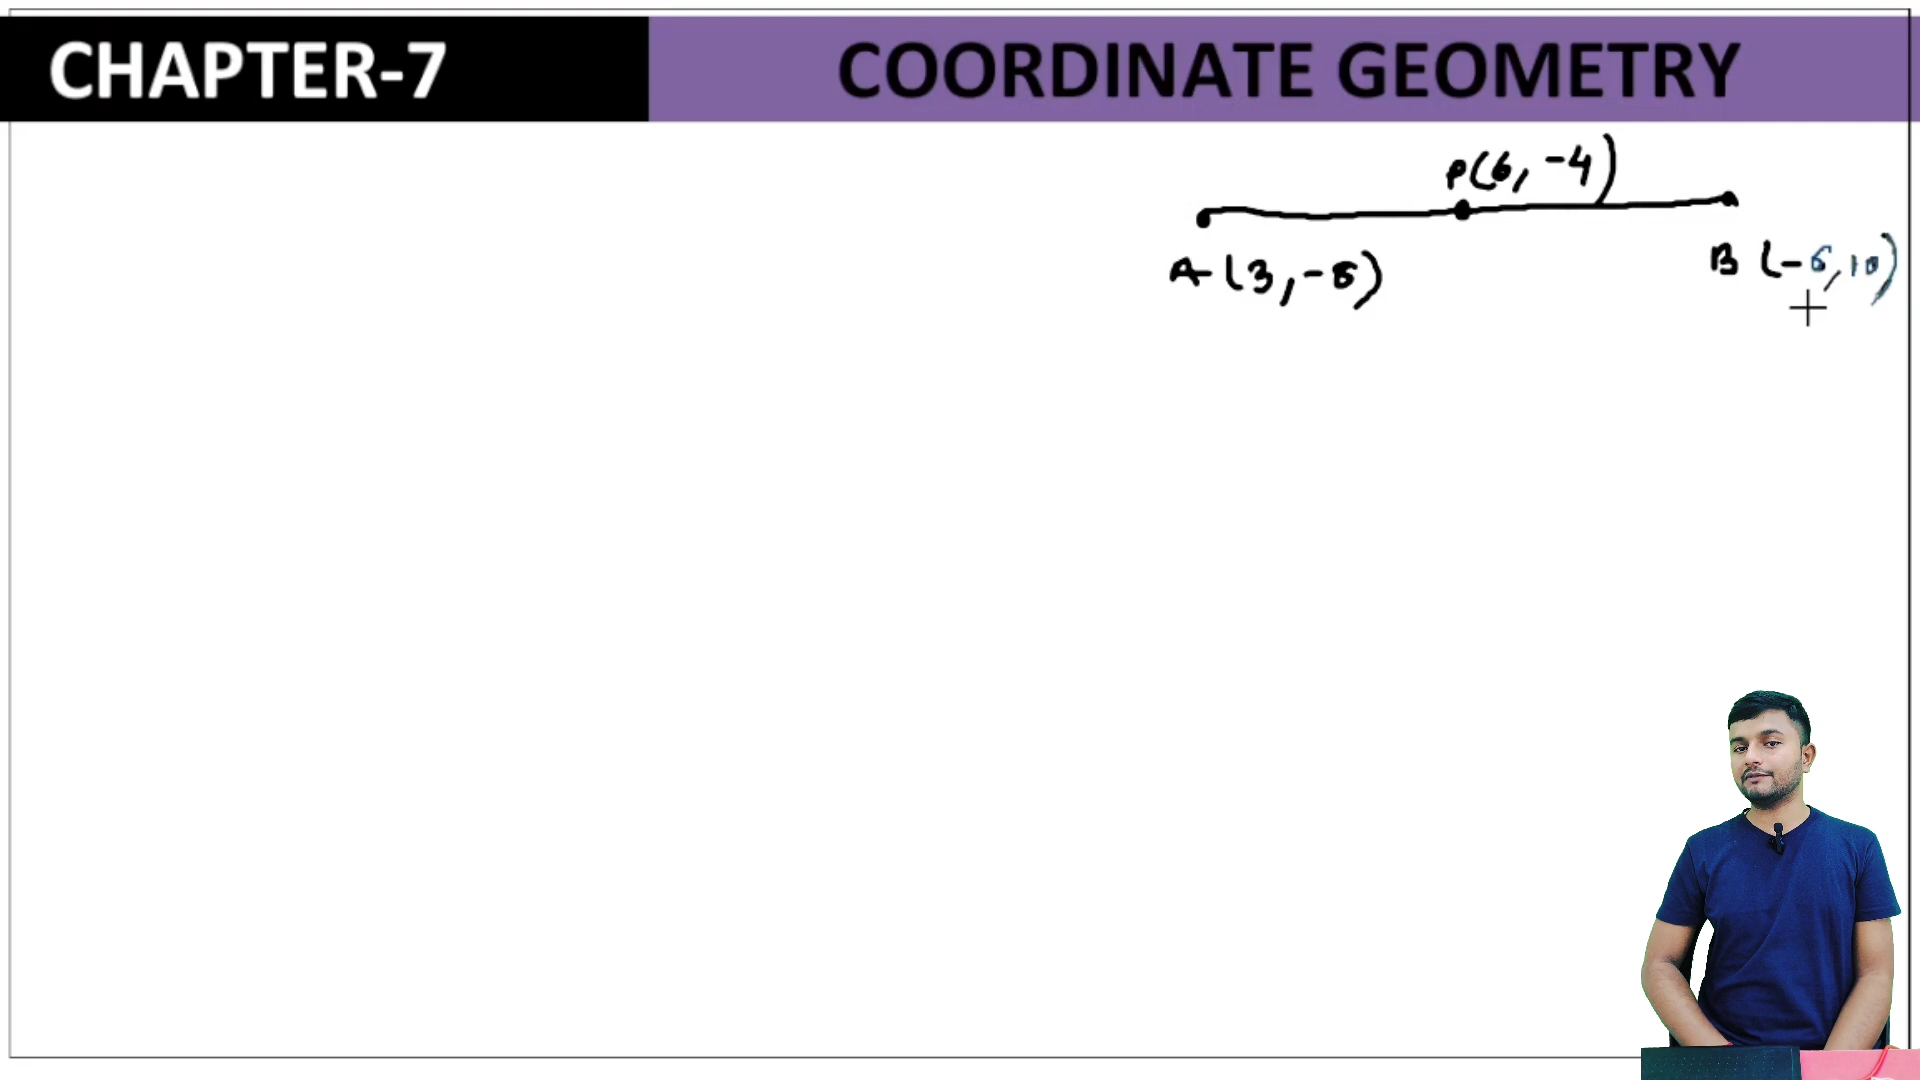 CHAPTER-7 COORDINATE GEOMETRY
P(6, -4)
A (3, -8) B (-6, 10)